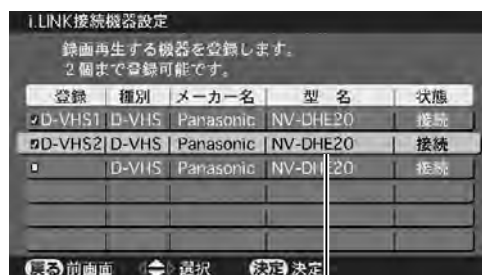 i.LINK接続機器設定
録画再生する機器を登録します。
2個まで登録可能です。
登録 種別 メーカー名 型名 状態
D-VHS1 D-VHS Panasonic NV-DHE20 接続
D-VHS2 D-VHS Panasonic NV-DHE20 接続
D-VHS Panasonic NV-DHE20 接続
戻る 前画面 選択 決定 決定